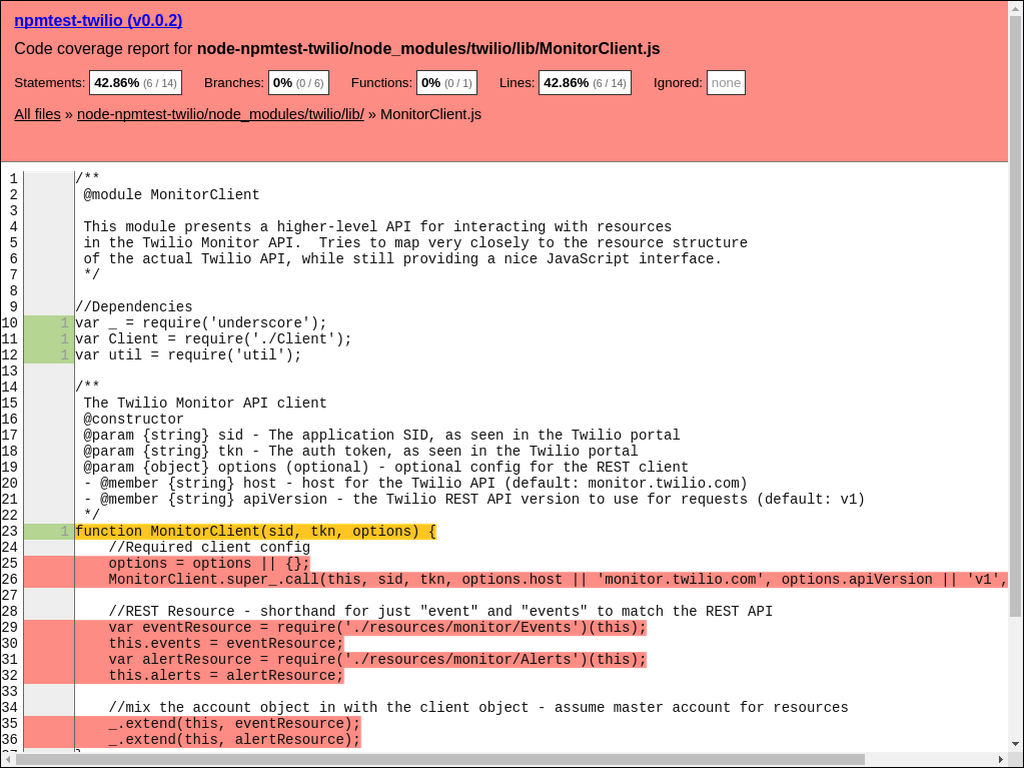 npmtest-twilio (v0.0.2)
Code coverage report for node-npmtest-twilio/node_modules/twilio/lib/MonitorClient.js
Statements: 42.86% (6 / 14) Branches: 0% (0 / 6) Functions: 0% (0 / 1) Lines: 42.86% (6 / 14) Ignored: none
All files » node-npmtest-twilio/node_modules/twilio/lib/ » MonitorClient.js
1 /**
2 @module MonitorClient
3
4 This module presents a higher-level API for interacting with resources
5 in the Twilio Monitor API.  Tries to map very closely to the resource structure
6 of the actual Twilio API, while still providing a nice JavaScript interface.
7 */
8
9 //Dependencies
10 1 var _ = require('underscore');
11 1 var Client = require('./Client');
12 1 var util = require('util');
13
14 /**
15 The Twilio Monitor API client
16 @constructor
17 @param {string} sid - The application SID, as seen in the Twilio portal
18 @param {string} tkn - The auth token, as seen in the Twilio portal
19 @param {object} options (optional) - optional config for the REST client
20 - @member {string} host - host for the Twilio API (default: monitor.twilio.com)
21 - @member {string} apiVersion - the Twilio REST API version to use for requests (default: v1)
22 */
23 1 function MonitorClient(sid, tkn, options) {
24 //Required client config
25 options = options || {};
26 MonitorClient.super_.call(this, sid, tkn, options.host || 'monitor.twilio.com', options.apiVersion || 'v1',
27
28 //REST Resource - shorthand for just "event" and "events" to match the REST API
29 var eventResource = require('./resources/monitor/Events')(this);
30 this.events = eventResource;
31 var alertResource = require('./resources/monitor/Alerts')(this);
32 this.alerts = alertResource;
33
34 //mix the account object in with the client object - assume master account for resources
35 _.extend(this, eventResource);
36 _.extend(this, alertResource);